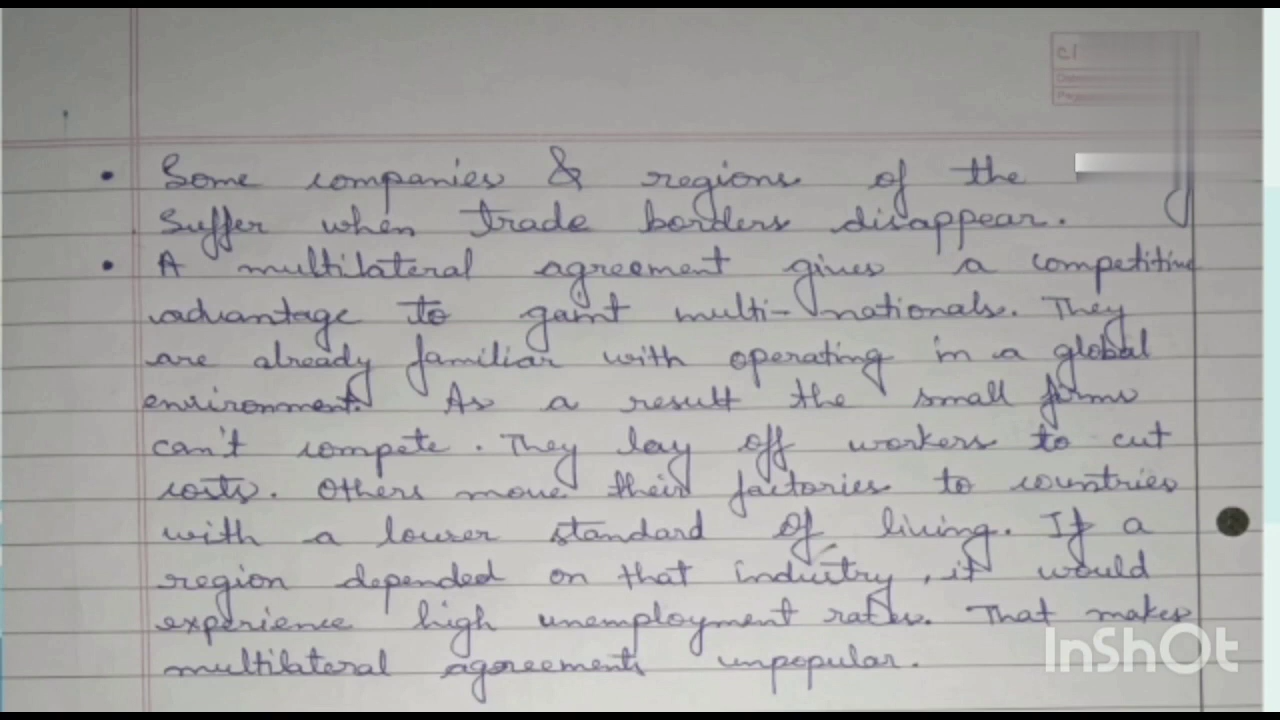 • Some companies & regions of the
Suffer when trade borders disappear.
• A multilateral agreement gives a competitive
advantage to gaint multi-nationals. They
are already familiar with operating in a global
environment. As a result the small firms
can't compete. They lay off workers to cut
costs. Others move their factories to countries
with a lower standard of living. If a
region depended on that industry, it would
experience high unemployment rates. That makes
multilateral agreements unpopular.
InShOt